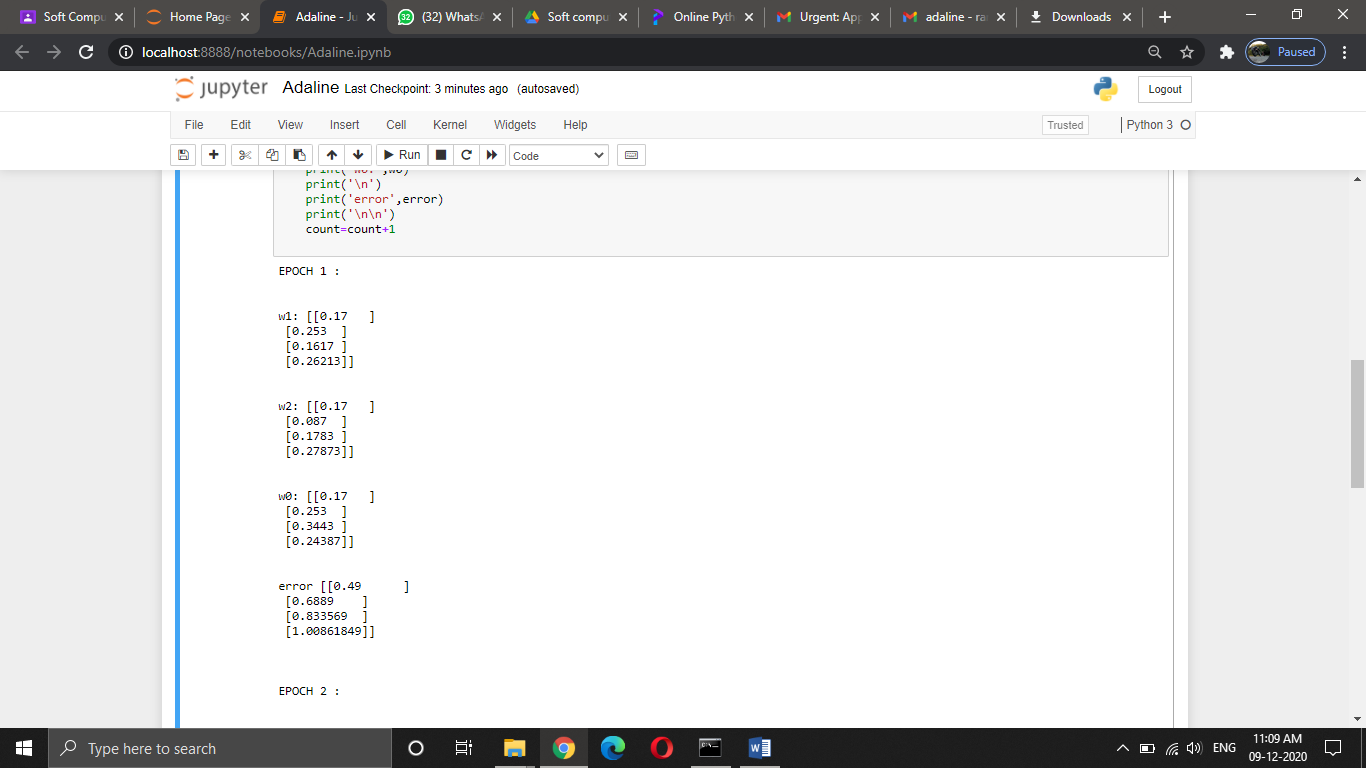 Soft Compu
Home Page
Adaline - Ju
(32) WhatsA
Soft compu
Online Pyth
Urgent: App
adaline - ra
Downloads
localhost:8888/notebooks/Adaline.ipynb
Paused
jupyter Adaline Last Checkpoint: 3 minutes ago (autosaved)
Logout
File Edit View Insert Cell Kernel Widgets Help
Trusted
Python 3
Run
Code
print('w0:',w0)
print('\n')
print('error',error)
print('\n\n')
count=count+1
EPOCH 1 :
w1: [[0.17   ]
 [0.253  ]
 [0.1617 ]
 [0.26213]]
w2: [[0.17   ]
 [0.087  ]
 [0.1783 ]
 [0.27873]]
w0: [[0.17   ]
 [0.253  ]
 [0.3443 ]
 [0.24387]]
error [[0.49      ]
 [0.6889    ]
 [0.833569  ]
 [1.00861849]]
EPOCH 2 :
Type here to search
ENG
11:09 AM
09-12-2020